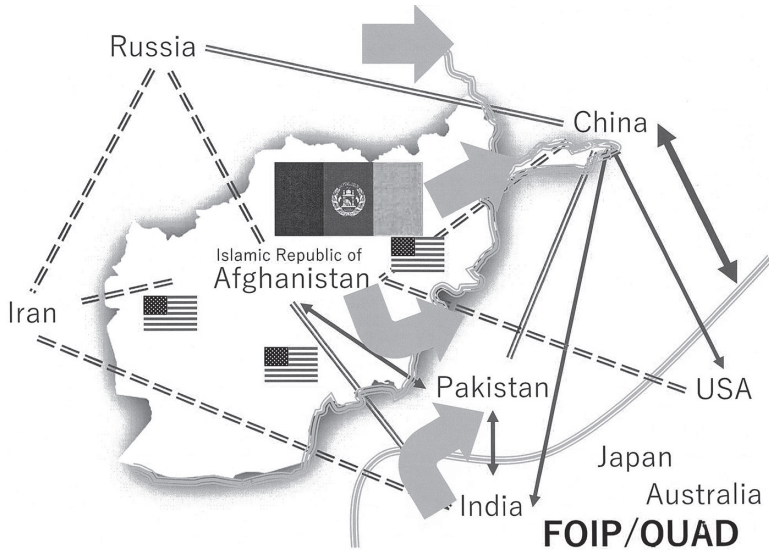 Russia
China
Islamic Republic of
Afghanistan
Iran
Pakistan
USA
Japan
Australia
India
FOIP/OUAD